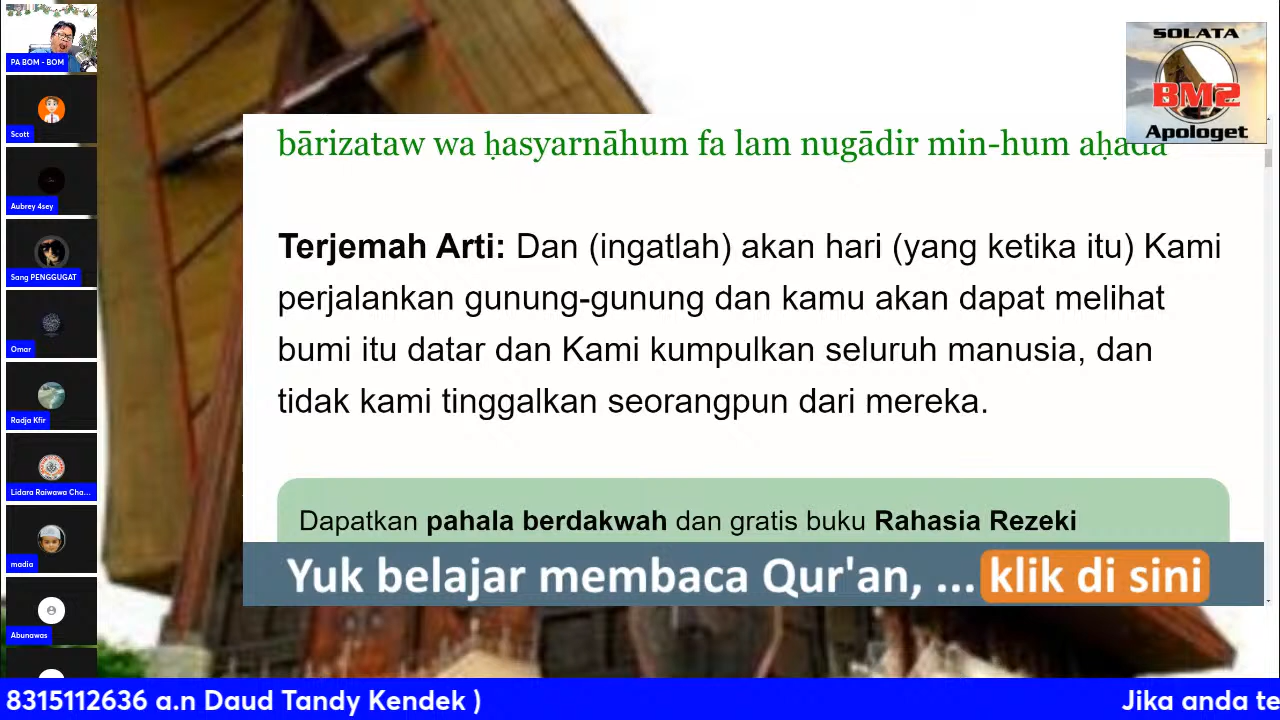 PA BOM - BOM
Scott
Aubrey 4sey
Sang PENGGUGAT
Omar
Radja Kfir
Lidara Raiwawa Cha...
madia
Abunawas
SOLATA
BM2
Apologet
bārizataw wa ḥasyarnāhum fa lam nugādir min-hum aḥadā
Terjemah Arti: Dan (ingatlah) akan hari (yang ketika itu) Kami
perjalankan gunung-gunung dan kamu akan dapat melihat
bumi itu datar dan Kami kumpulkan seluruh manusia, dan
tidak kami tinggalkan seorangpun dari mereka.
Dapatkan pahala berdakwah dan gratis buku Rahasia Rezeki
Yuk belajar membaca Qur'an, ... klik di sini
8315112636 a.n Daud Tandy Kendek ) Jika anda te